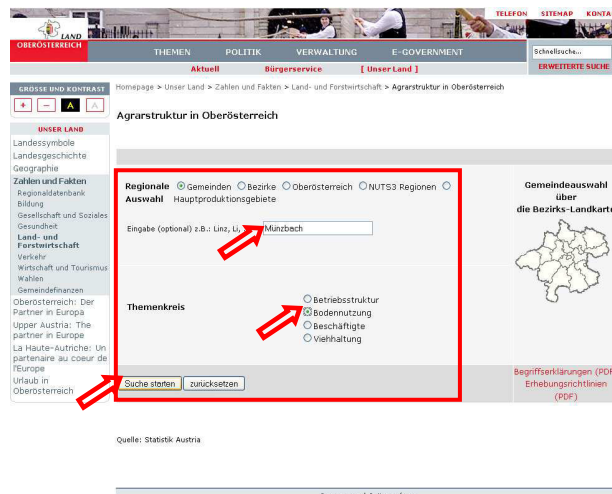 TELEFON SITEMAP KONTA
LAND
OBERÖSTERREICH
THEMEN POLITIK VERWALTUNG E-GOVERNMENT
Schnellsuche...
Aktuell Bürgerservice [ Unser Land ]
ERWEITERTE SUCHE
GRÖSSE UND KONTRAST
+ − A A
Homepage > Unser Land > Zahlen und Fakten > Land- und Forstwirtschaft > Agrarstruktur in Oberösterreich
Agrarstruktur in Oberösterreich
UNSER LAND
Landessymbole
Landesgeschichte
Geographie
Zahlen und Fakten
Regionaldatenbank
Bildung
Gesellschaft und Soziales
Gesundheit
Land- und
Forstwirtschaft
Verkehr
Wirtschaft und Tourismus
Wahlen
Gemeindefinanzen
Oberösterreich: Der
Partner in Europa
Upper Austria: The
partner in Europe
La Haute-Autriche: Un
partenaire au coeur de
l'Europe
Urlaub in
Oberösterreich
Regionale Gemeinden Bezirke Oberösterreich NUTS3 Regionen
Auswahl Hauptproduktionsgebiete
Eingabe (optional) z.B.: Linz, Li, Münzbach
Themenkreis
Betriebsstruktur
Bodennutzung
Beschäftigte
Viehhaltung
Suche starten zurücksetzen
Gemeindeauswahl
über
die Bezirks-Landkarte
Begriffserklärungen (PDF
Erhebungsrichtlinien
(PDF)
Quelle: Statistik Austria